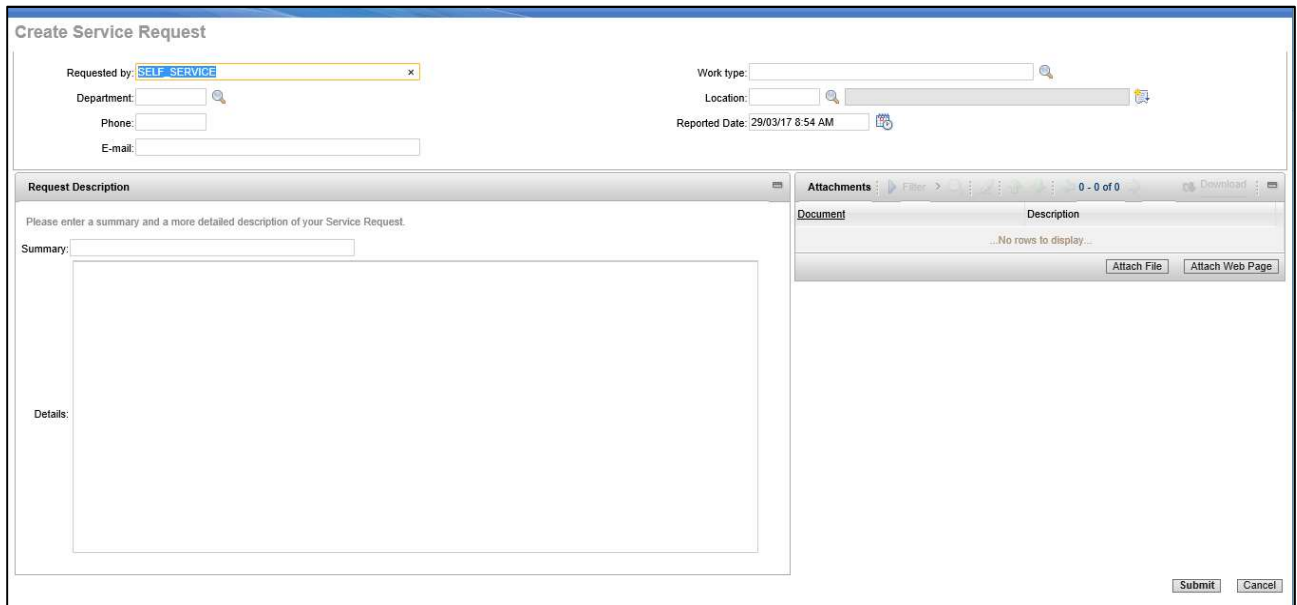 Create Service Request
Requested by: SELF_SERVICE ×
Work type:
Department:
Location:
Phone:
Reported Date: 29/03/17 8:54 AM
E-mail:
Request Description
Attachments Filter > 0 - 0 of 0 Download
Please enter a summary and a more detailed description of your Service Request.
Document Description
Summary:
...No rows to display...
Attach File Attach Web Page
Details:
Submit Cancel